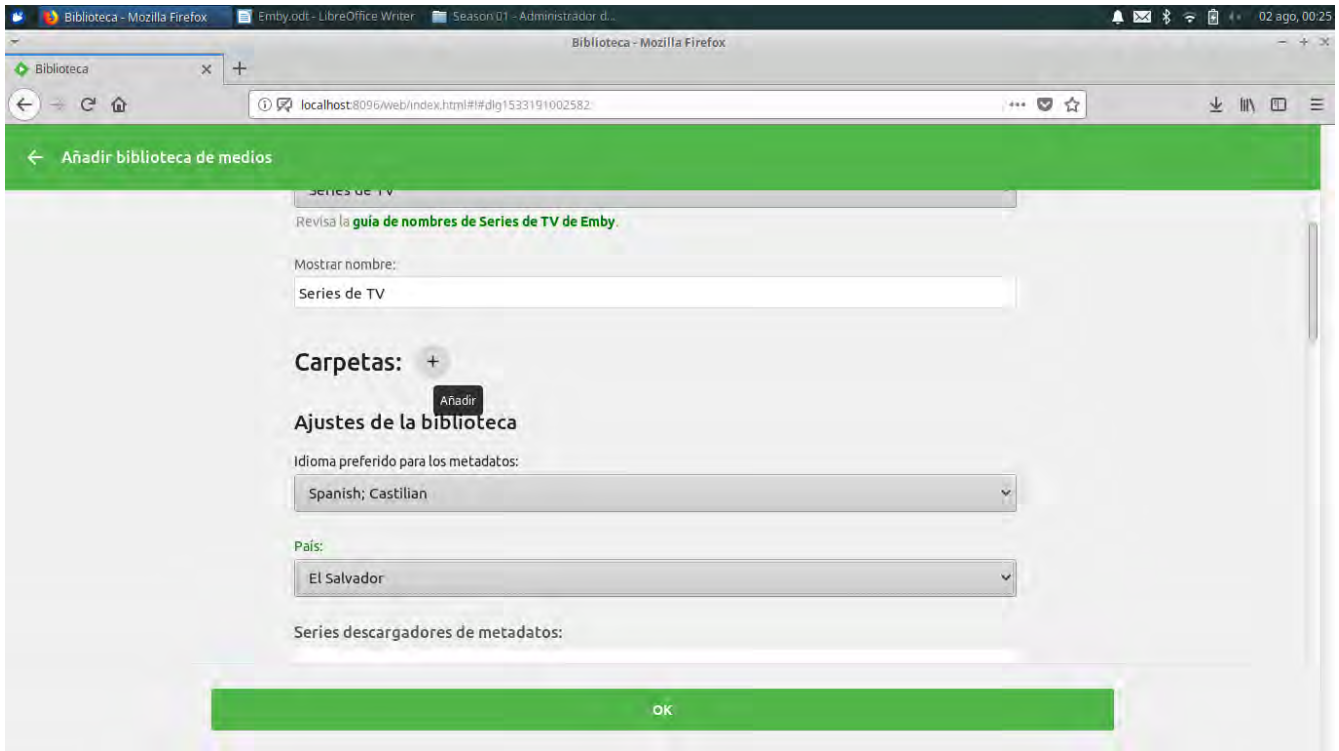 Biblioteca - Mozilla Firefox
Emby.odt - LibreOffice Writer
Season 01 - Administrador d...
02 ago, 00:25
Biblioteca - Mozilla Firefox
Biblioteca
localhost:8096/web/index.html#!#dlg1533191002582
Añadir biblioteca de medios
Series de TV
Revisa la guía de nombres de Series de TV de Emby.
Mostrar nombre:
Series de TV
Carpetas: +
Añadir
Ajustes de la biblioteca
Idioma preferido para los metadatos:
Spanish; Castilian
País:
El Salvador
Series descargadores de metadatos:
OK